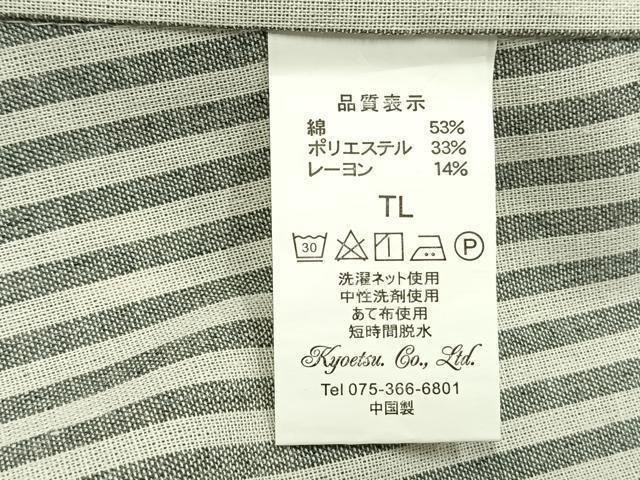 品質表示
綿 53%
ポリエステル 33%
レーヨン 14%
TL
30 P
洗濯ネット使用
中性洗剤使用
あて布使用
短時間脱水
Kyoetsu. Co., Ltd.
Tel 075-366-6801
中国製